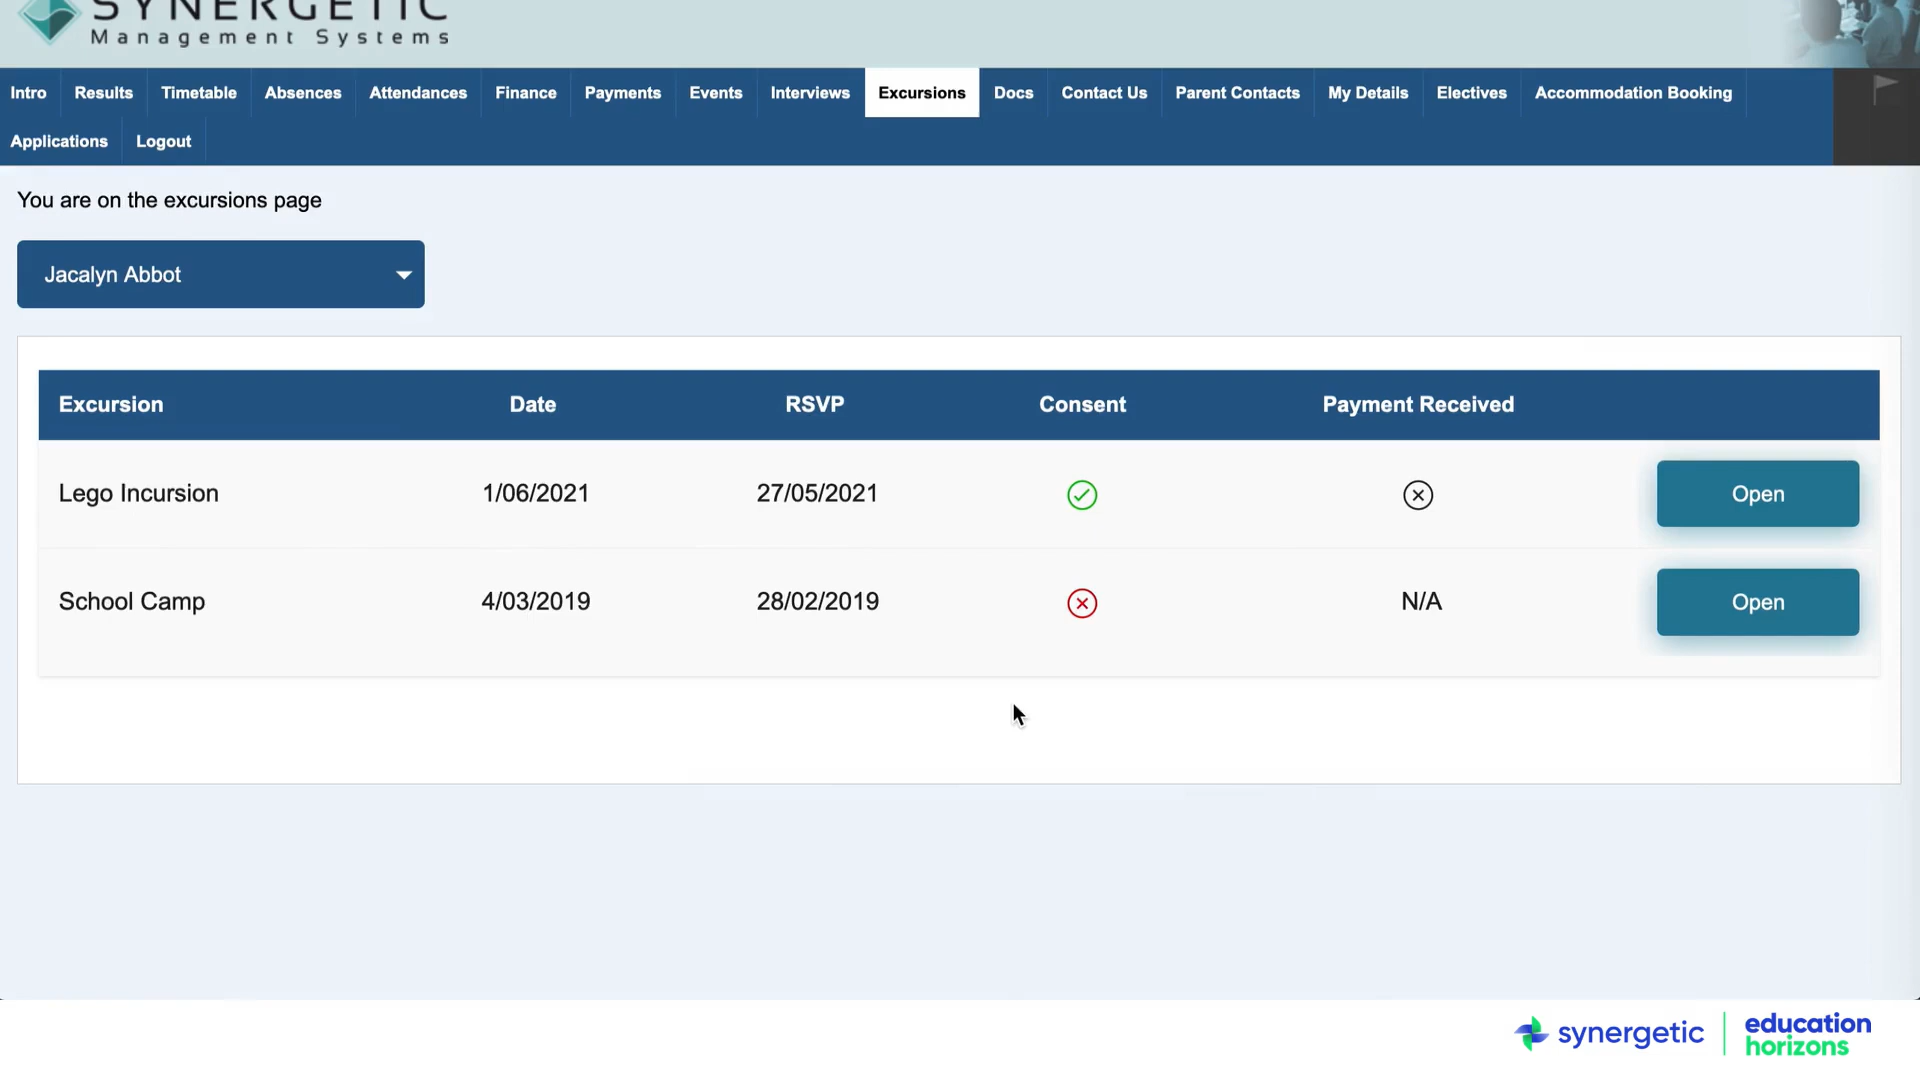 SYNERGETIC
Management Systems
Intro Results Timetable Absences Attendances Finance Payments Events Interviews Excursions Docs Contact Us Parent Contacts My Details Electives Accommodation Booking
Applications Logout
You are on the excursions page
Jacalyn Abbot
Excursion Date RSVP Consent Payment Received
Lego Incursion 1/06/2021 27/05/2021 Open
School Camp 4/03/2019 28/02/2019 N/A Open
synergetic education
horizons